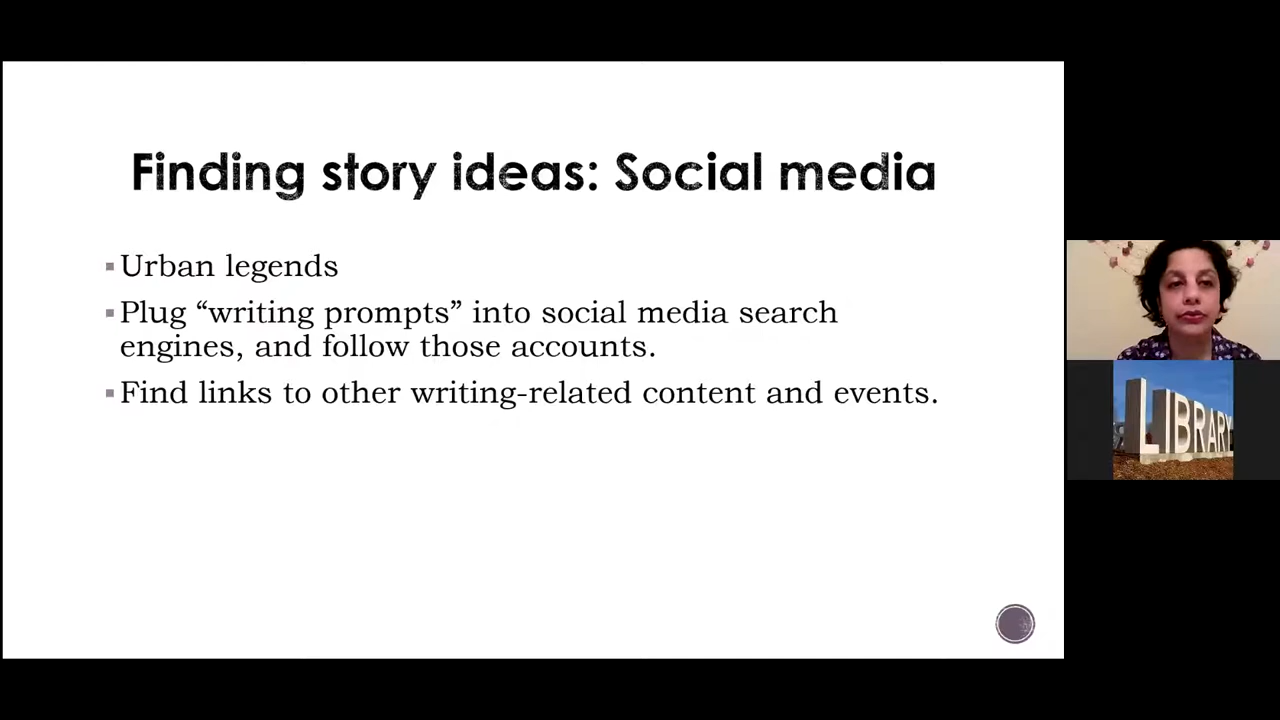 Finding story ideas: Social media
Urban legends
Plug “writing prompts” into social media search
engines, and follow those accounts.
Find links to other writing-related content and events.
LIBRARY